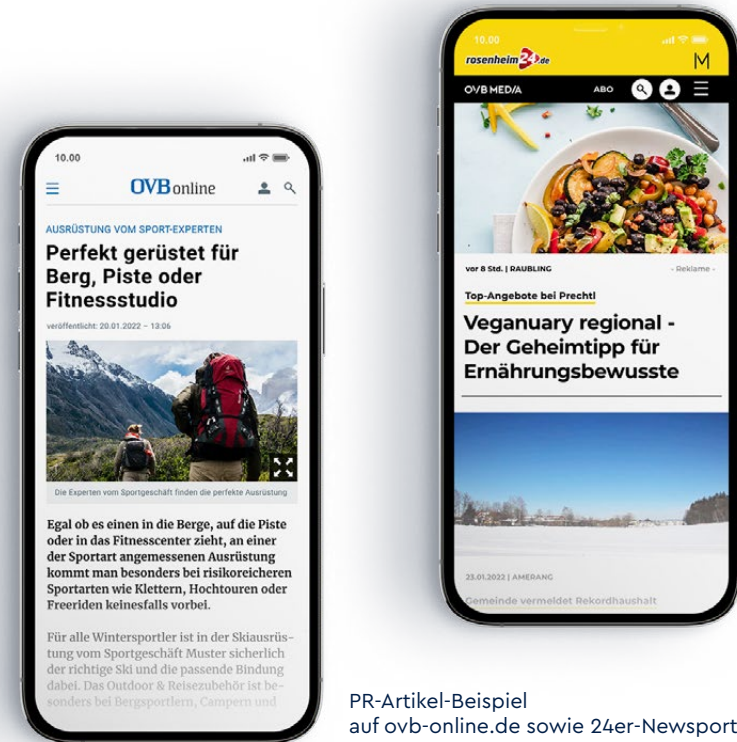 10.00
OVB online
AUSRÜSTUNG VOM SPORT-EXPERTEN
Perfekt gerüstet für
Berg, Piste oder
Fitnessstudio
veröffentlicht: 20.01.2022 – 13:06
Die Experten vom Sportgeschäft finden die perfekte Ausrüstung
Egal ob es einen in die Berge, auf die Piste
oder in das Fitnesscenter zieht, an einer
der Sportart angemessenen Ausrüstung
kommt man besonders bei risikoreicheren
Sportarten wie Klettern, Hochtouren oder
Freeriden keinesfalls vorbei.
Für alle Wintersportler ist in der Skiausrüs-
tung vom Sportgeschäft Muster sicherlich
der richtige Ski und die passende Bindung
dabei. Das Outdoor & Reisezubehör ist be-
sonders bei Bergsportlern, Campern und
10.00
rosenheim24.de
M
OVB MEDIA
ABO
vor 8 Std. | RAUBLING
- Reklame -
Top-Angebote bei Prechtl
Veganuary regional -
Der Geheimtipp für
Ernährungsbewusste
23.01.2022 | AMERANG
Gemeinde vermeldet Rekordhaushalt
PR-Artikel-Beispiel
auf ovb-online.de sowie 24er-Newsport